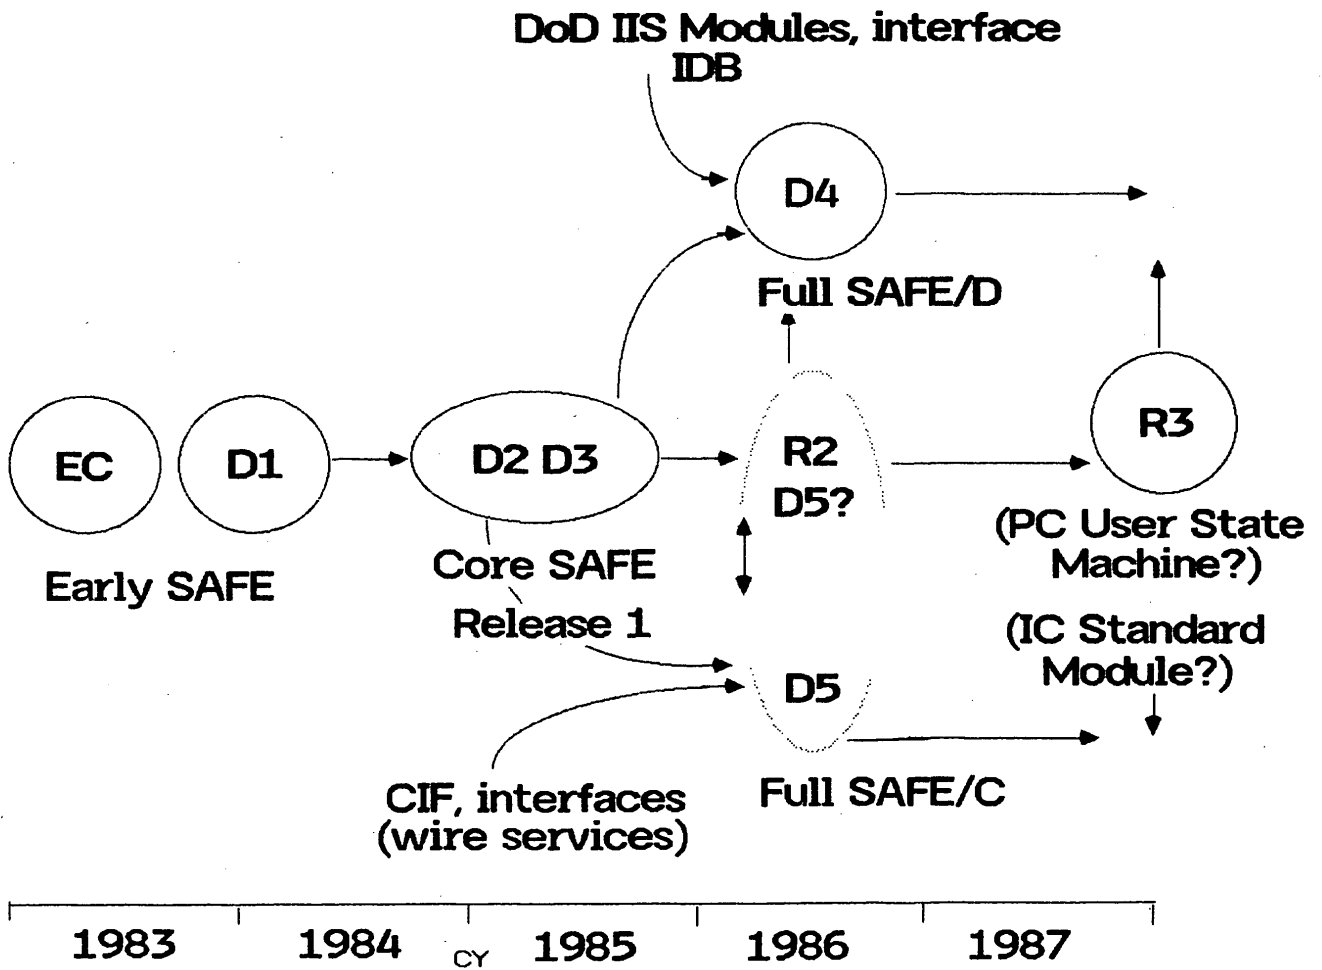 DoD IIS Modules, interface
IDB
D4
Full SAFE/D
EC
D1
D2 D3
R2
D5?
R3
Early SAFE
Core SAFE
Release 1
(PC User State
Machine?)
(IC Standard
Module?)
D5
CIF, interfaces
(wire services)
Full SAFE/C
1983 1984 CY 1985 1986 1987